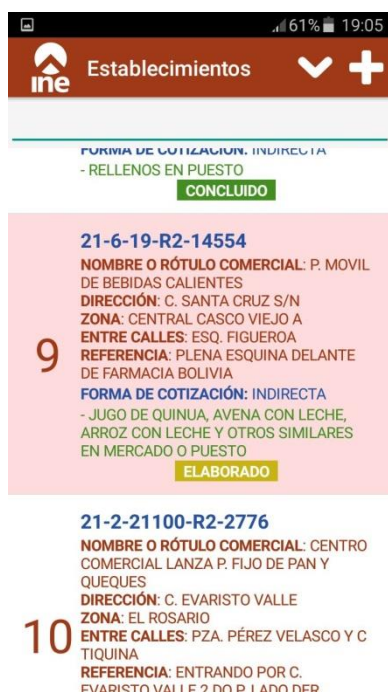 61% 19:05
ine Establecimientos
FORMA DE COTIZACIÓN: INDIRECTA
- RELLENOS EN PUESTO
CONCLUIDO
21-6-19-R2-14554
NOMBRE O RÓTULO COMERCIAL: P. MOVIL
DE BEBIDAS CALIENTES
DIRECCIÓN: C. SANTA CRUZ S/N
ZONA: CENTRAL CASCO VIEJO A
ENTRE CALLES: ESQ. FIGUEROA
9
REFERENCIA: PLENA ESQUINA DELANTE
DE FARMACIA BOLIVIA
FORMA DE COTIZACIÓN: INDIRECTA
- JUGO DE QUINUA, AVENA CON LECHE,
ARROZ CON LECHE Y OTROS SIMILARES
EN MERCADO O PUESTO
ELABORADO
21-2-21100-R2-2776
NOMBRE O RÓTULO COMERCIAL: CENTRO
COMERCIAL LANZA P. FIJO DE PAN Y
QUEQUES
DIRECCIÓN: C. EVARISTO VALLE
ZONA: EL ROSARIO
10
ENTRE CALLES: PZA. PÉREZ VELASCO Y C
TIQUINA
REFERENCIA: ENTRANDO POR C.
EVARISTO VALLE 2 DO P. LADO DER